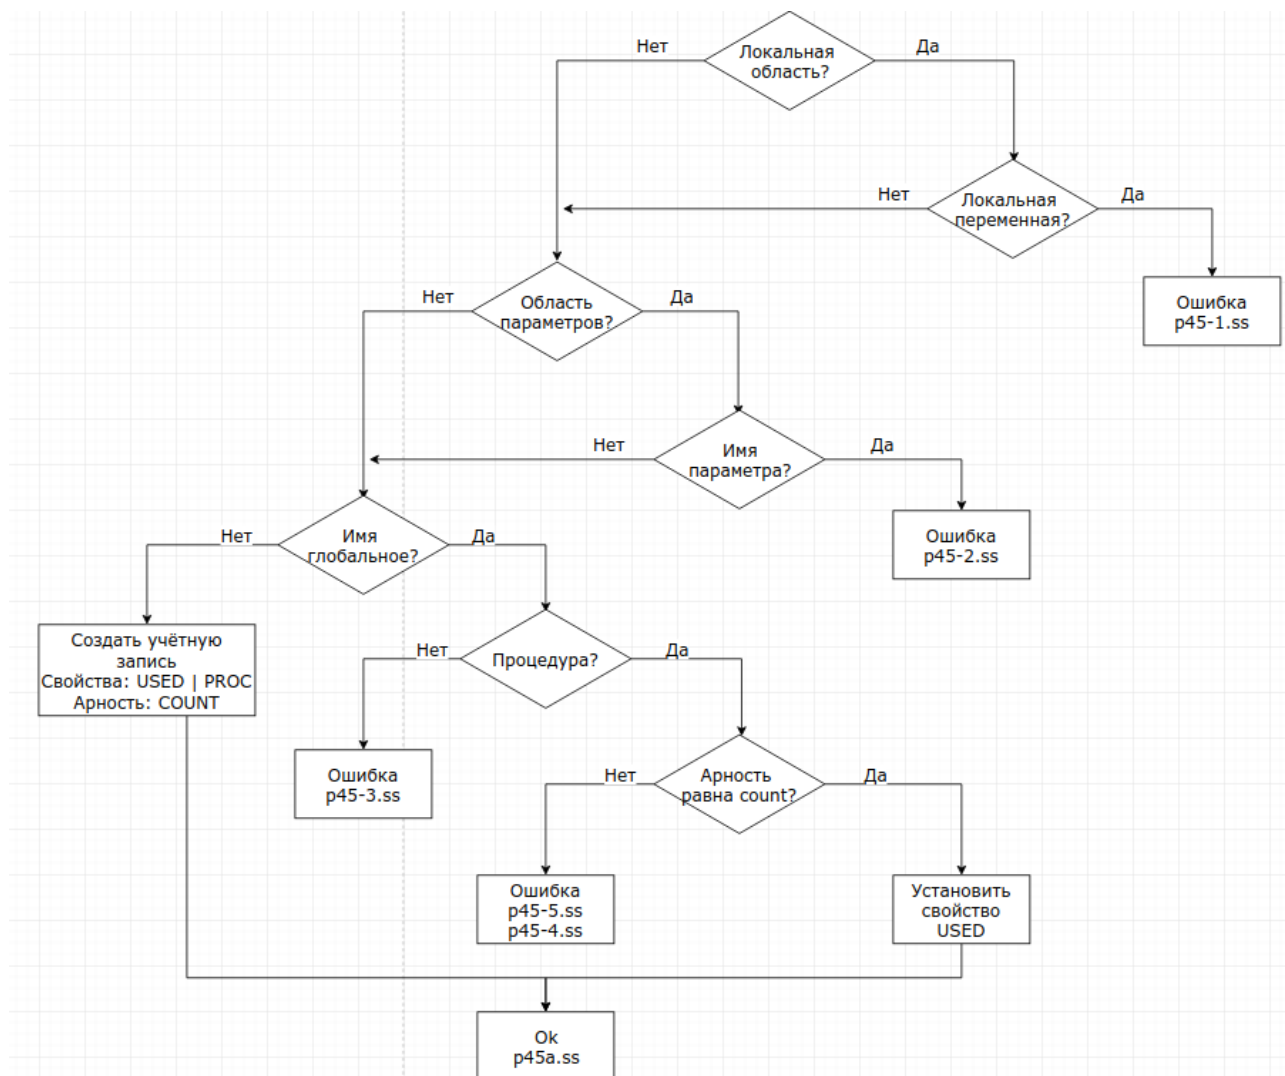 Нет
Локальная
область?
Да
Нет
Локальная
переменная?
Да
Ошибка
p45-1.ss
Нет
Область
параметров?
Да
Нет
Имя
параметра?
Да
Ошибка
p45-2.ss
Нет
Имя
глобальное?
Да
Создать учётную
запись
Свойства: USED | PROC
Арность: COUNT
Нет
Процедура?
Да
Ошибка
p45-3.ss
Нет
Арность
равна count?
Да
Ошибка
p45-5.ss
p45-4.ss
Установить
свойство
USED
Ok
p45a.ss